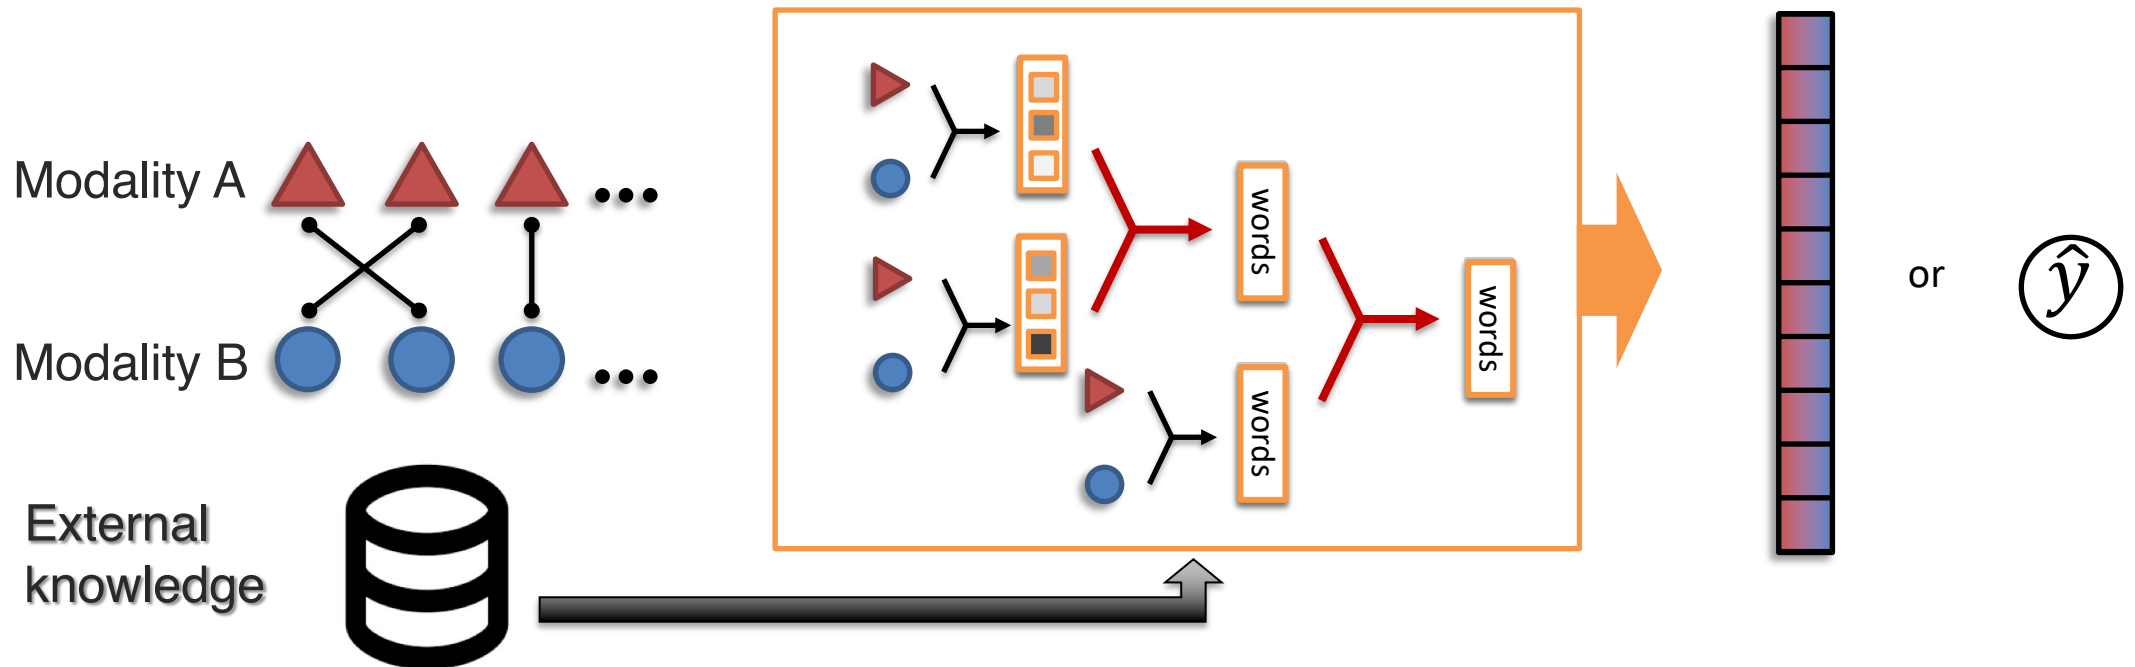 Modality A
Modality B
External
knowledge
words
words
words
or
ŷ